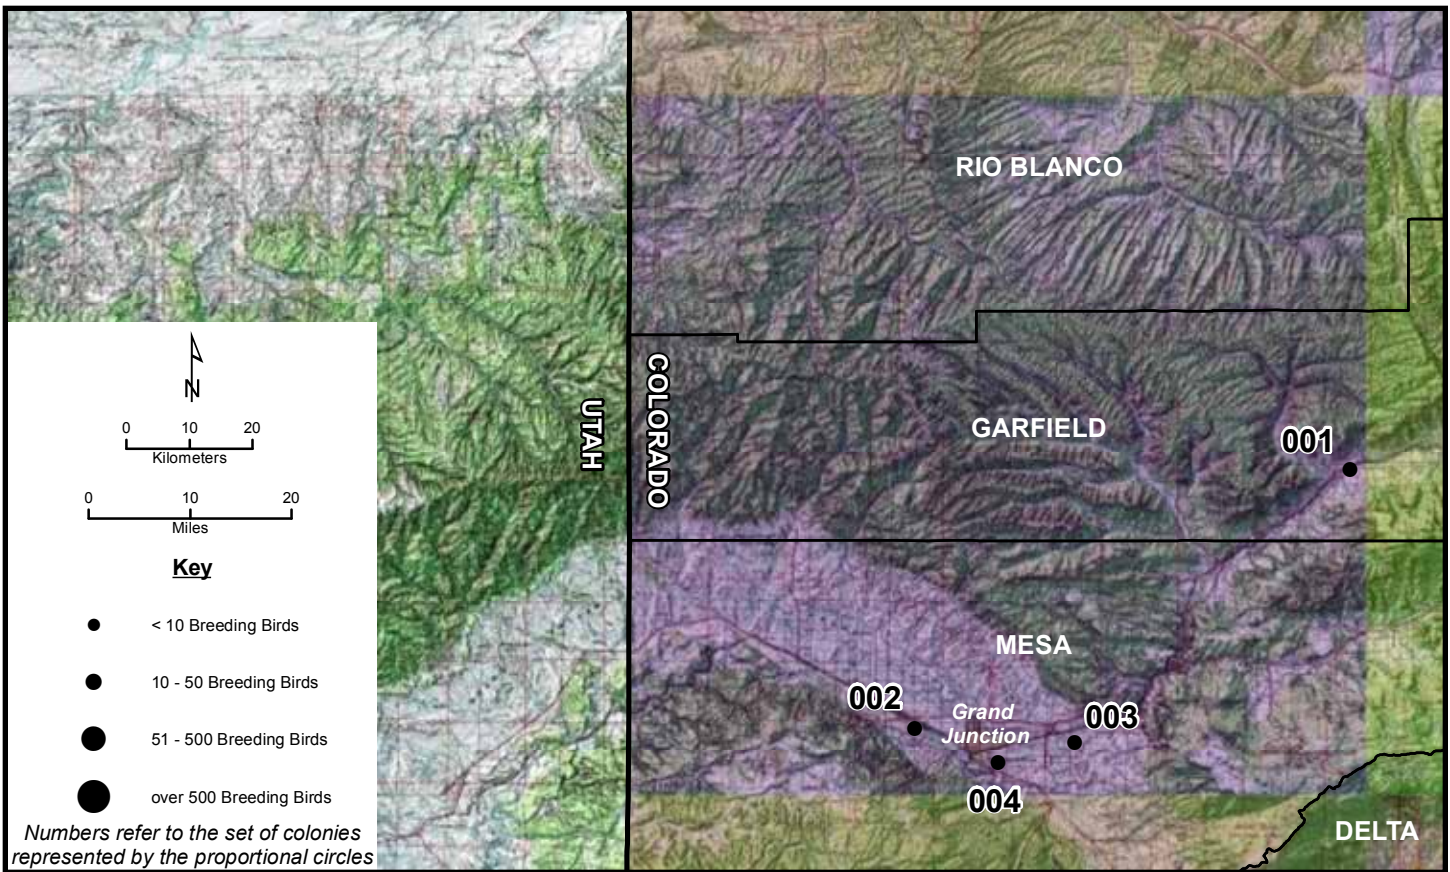 RIO BLANCO
COLORADO
UTAH
GARFIELD
001
MESA
002
Grand
Junction
003
004
DELTA
N
0 10 20
Kilometers
0 10 20
Miles
Key
< 10 Breeding Birds
10 - 50 Breeding Birds
51 - 500 Breeding Birds
over 500 Breeding Birds
Numbers refer to the set of colonies
represented by the proportional circles